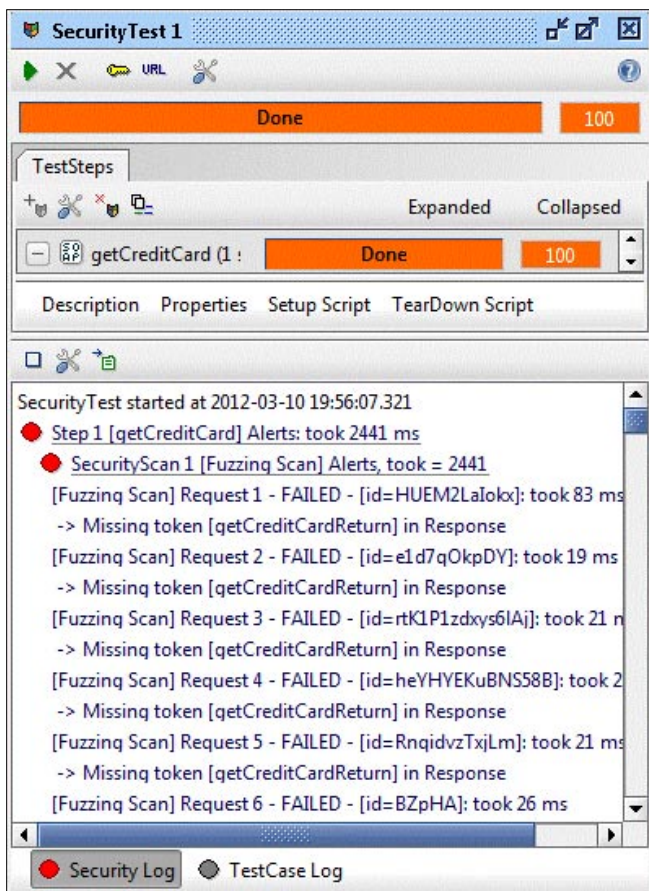 SecurityTest 1
URL
Done 100
TestSteps
Expanded Collapsed
SO
AP
getCreditCard (1 Done 100
Description Properties Setup Script TearDown Script
SecurityTest started at 2012-03-10 19:56:07.321
Step 1 [getCreditCard] Alerts: took 2441 ms
SecurityScan 1 [Fuzzing Scan] Alerts, took = 2441
[Fuzzing Scan] Request 1 - FAILED - [id=HUEM2LaIokx]: took 83 ms
-> Missing token [getCreditCardReturn] in Response
[Fuzzing Scan] Request 2 - FAILED - [id=e1d7qOkpDY]: took 19 ms
-> Missing token [getCreditCardReturn] in Response
[Fuzzing Scan] Request 3 - FAILED - [id=rtK1P1zdxys6lAj]: took 21
-> Missing token [getCreditCardReturn] in Response
[Fuzzing Scan] Request 4 - FAILED - [id=heYHYEKuBNS58B]: took 2
-> Missing token [getCreditCardReturn] in Response
[Fuzzing Scan] Request 5 - FAILED - [id=RnqidvzTxjLm]: took 21 ms
-> Missing token [getCreditCardReturn] in Response
[Fuzzing Scan] Request 6 - FAILED - [id=BZpHA]: took 26 ms
Security Log TestCase Log